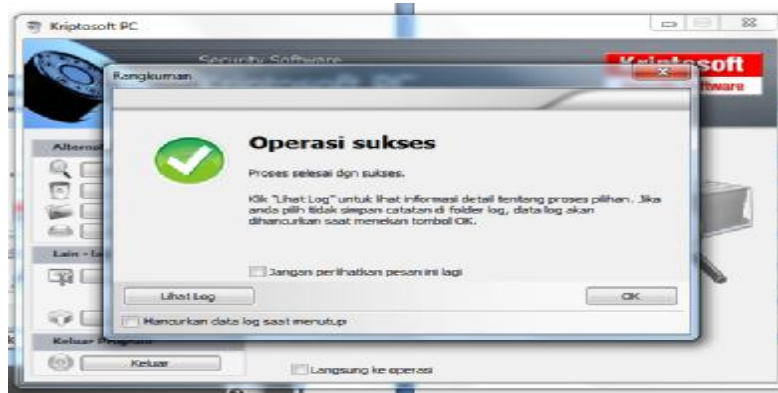 Kriptosoft PC
Security Software
Kriptosoft
Rangkuman
Operasi sukses
Proses selesai dgn sukses.
Klik "Lihat Log" untuk lihat informasi detail tentang proses pilihan. Jika
anda pilih tidak simpan catatan di folder log, data log akan
dihancurkan saat menekan tombol OK.
Jangan perlihatkan pesan ini lagi
Lihat Log
OK
Hancurkan data log saat menutup
Keluar Program
Keluar
Langsung ke operasi